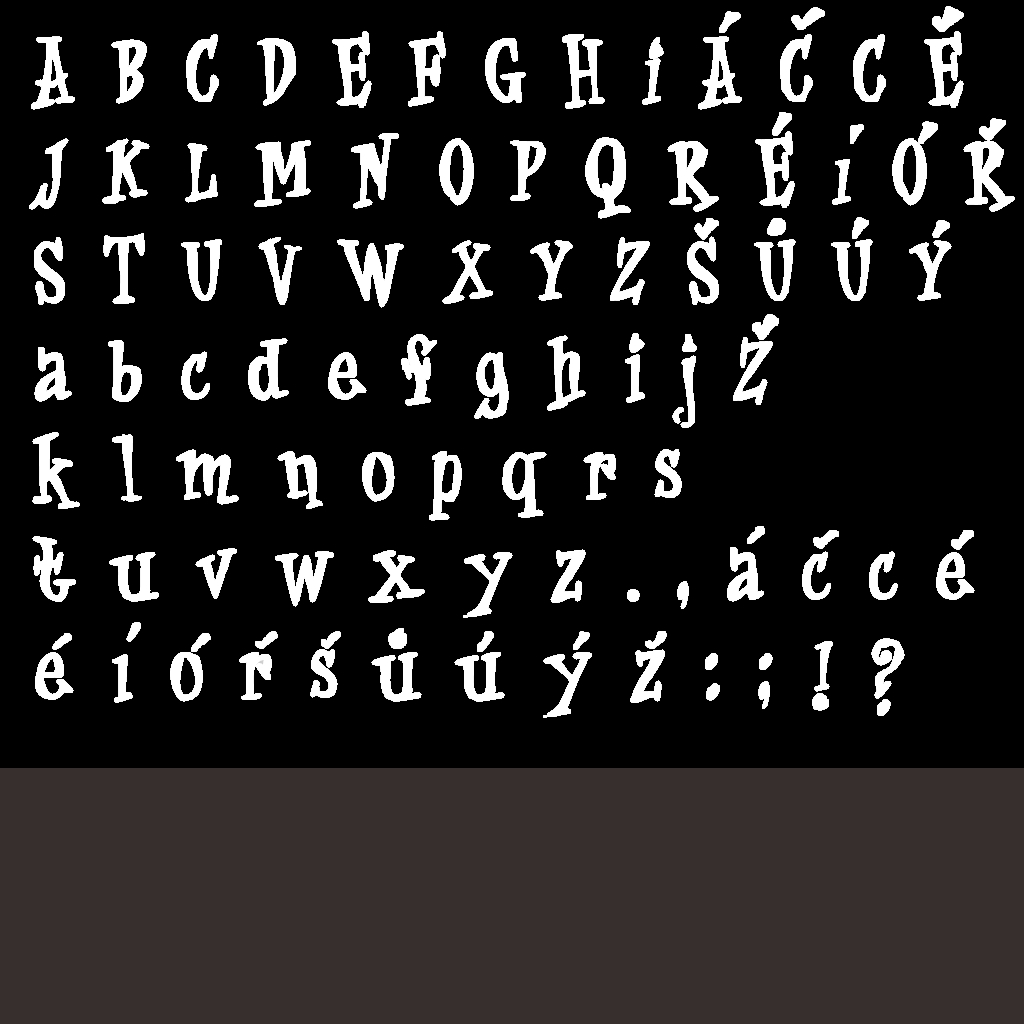 A B C D E F G H i Á Č C Ě
J K L M N O P Q R É í Ó Ř
S T U V W X Y Z Š Ů Ú Ý
a b c d e f g h i j Ž
k l m n o p q r s
t u v w x y z . , á č c é
é í ó ř š ů ú ý ž : ; ! ?